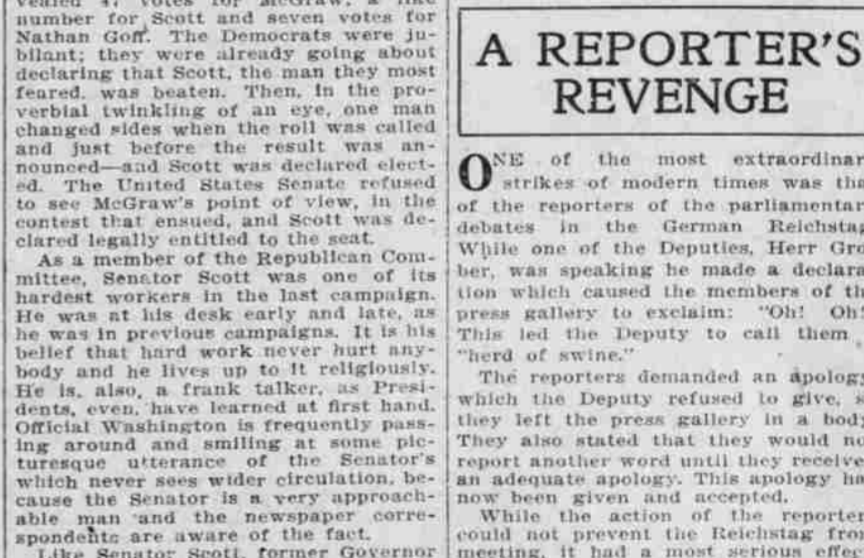 vealed 47 votes for McGraw, a like
number for Scott and seven votes for
Nathan Goff. The Democrats were ju-
bilant; they were already going about
declaring that Scott, the man they most
feared, was beaten. Then, in the pro-
verbial twinkling of an eye, one man
changed sides when the roll was called
and just before the result was an-
nounced—and Scott was declared elect-
ed. The United States Senate refused
to see McGraw's point of view, in the
contest that ensued, and Scott was de-
clared legally entitled to the seat.
As a member of the Republican Com-
mittee, Senator Scott was one of its
hardest workers in the last campaign.
He was at his desk early and late, as
he was in previous campaigns. It is his
belief that hard work never hurt any-
body and he lives up to it religiously.
He is, also, a frank talker, as Presi-
dents, even, have learned at first hand.
Official Washington is frequently pass-
ing around and smiling at some pic-
turesque utterance of the Senator's
which never sees wider circulation, be-
cause the Senator is a very approach-
able man and the newspaper corre-
spondents are aware of the fact.
Like Senator Scott, former Governor
A REPORTER'S
REVENGE
ONE of the most extraordinar
strikes of modern times was tha
of the reporters of the parliamentar
debates in the German Reichstag
While one of the Deputies, Herr Gro
ber, was speaking he made a declara
tion which caused the members of th
press gallery to exclaim: "Oh! Oh!
This led the Deputy to call them
"herd of swine."
The reporters demanded an apology
which the Deputy refused to give, s
they left the press gallery in a body
They also stated that they would no
report another word until they receive
an adequate apology. This apology ha
now been given and accepted.
While the action of the reporter
could not prevent the Reichstag fro
meeting, it had a most serious effec